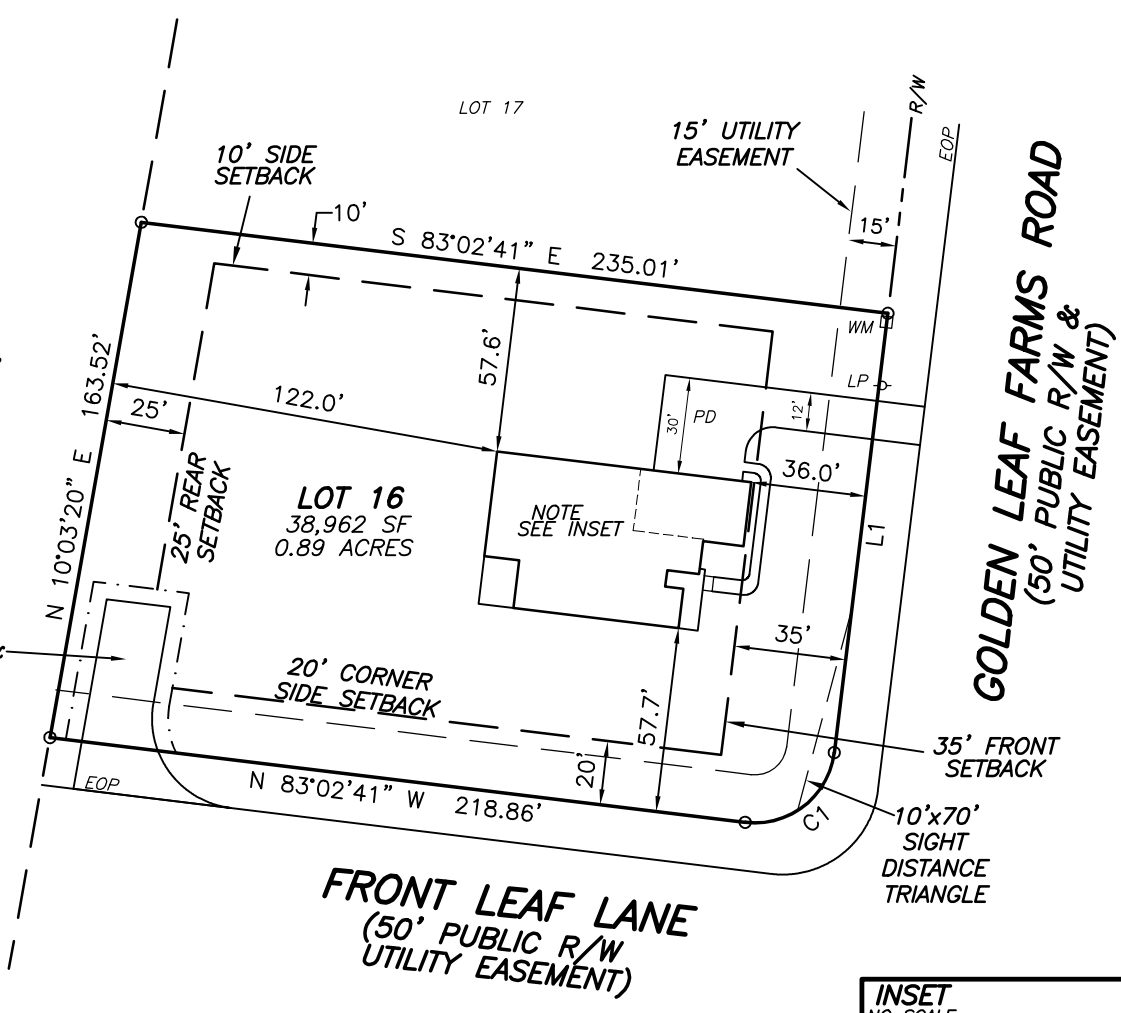 LOT 17
10' SIDE
SETBACK
15' UTILITY
EASEMENT
R/W
EOP
10'
S 83°02'41" E 235.01'
15'
WM
LP
GOLDEN LEAF FARMS ROAD
(50' PUBLIC R/W &
UTILITY EASEMENT)
N 10°03'20" E 163.52'
57.6'
122.0'
25'
30'
PD
12'
36.0'
25' REAR
SETBACK
LOT 16
38,962 SF
0.89 ACRES
NOTE
SEE INSET
L1
35'
20' CORNER
SIDE SETBACK
57.7'
20'
35' FRONT
SETBACK
EOP
N 83°02'41" W 218.86'
C1
10'x70'
SIGHT
DISTANCE
TRIANGLE
FRONT LEAF LANE
(50' PUBLIC R/W
UTILITY EASEMENT)
INSET
NO SCALE